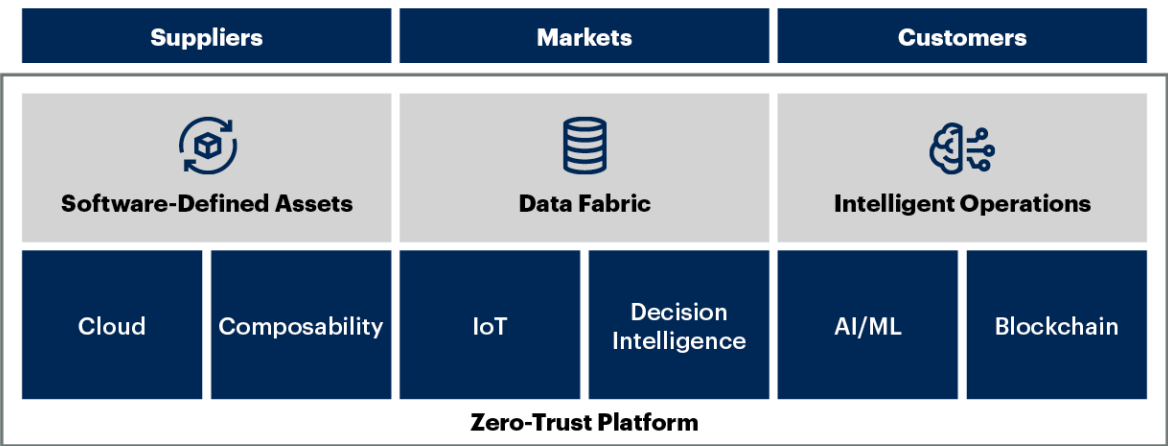 Suppliers
Markets
Customers
Software-Defined Assets
Data Fabric
Intelligent Operations
Cloud
Composability
IoT
Decision
Intelligence
AI/ML
Blockchain
Zero-Trust Platform